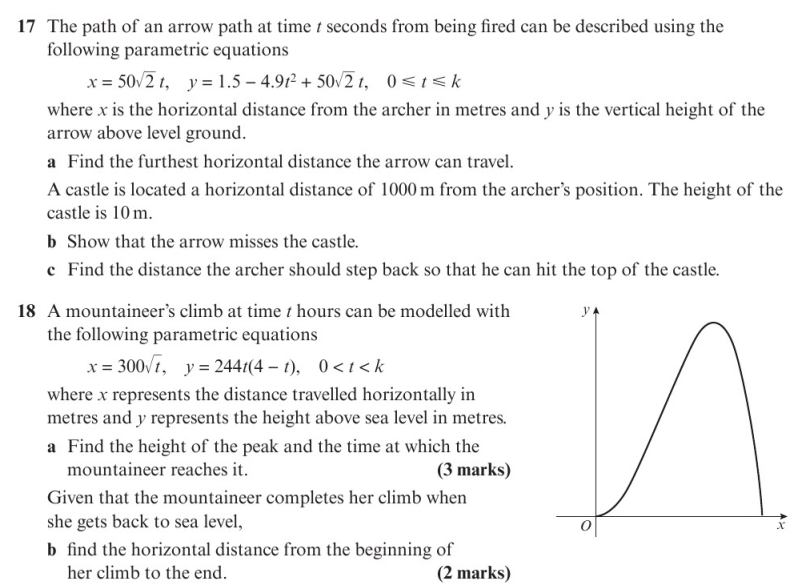 17 The path of an arrow path at time t seconds from being fired can be described using the
following parametric equations
x = 50√2 t, y = 1.5 – 4.9t² + 50√2 t, 0 ⩽ t ⩽ k
where x is the horizontal distance from the archer in metres and y is the vertical height of the
arrow above level ground.
a Find the furthest horizontal distance the arrow can travel.
A castle is located a horizontal distance of 1000 m from the archer’s position. The height of the
castle is 10 m.
b Show that the arrow misses the castle.
c Find the distance the archer should step back so that he can hit the top of the castle.
18 A mountaineer’s climb at time t hours can be modelled with
the following parametric equations
x = 300√t, y = 244t(4 – t), 0 < t < k
where x represents the distance travelled horizontally in
metres and y represents the height above sea level in metres.
a Find the height of the peak and the time at which the
mountaineer reaches it. (3 marks)
Given that the mountaineer completes her climb when
she gets back to sea level,
b find the horizontal distance from the beginning of
her climb to the end. (2 marks)
y
O
x